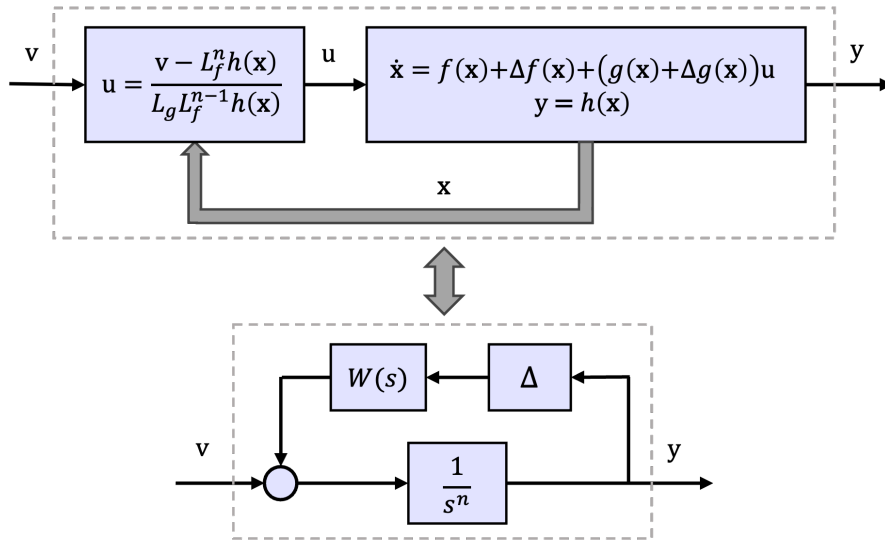 v
u = (v − L_f^n h(x)) / (L_g L_f^{n−1} h(x))
u
ẋ = f(x)+Δf(x)+(g(x)+Δg(x))u
y = h(x)
y
x
W(s)
Δ
v
1/s^n
y